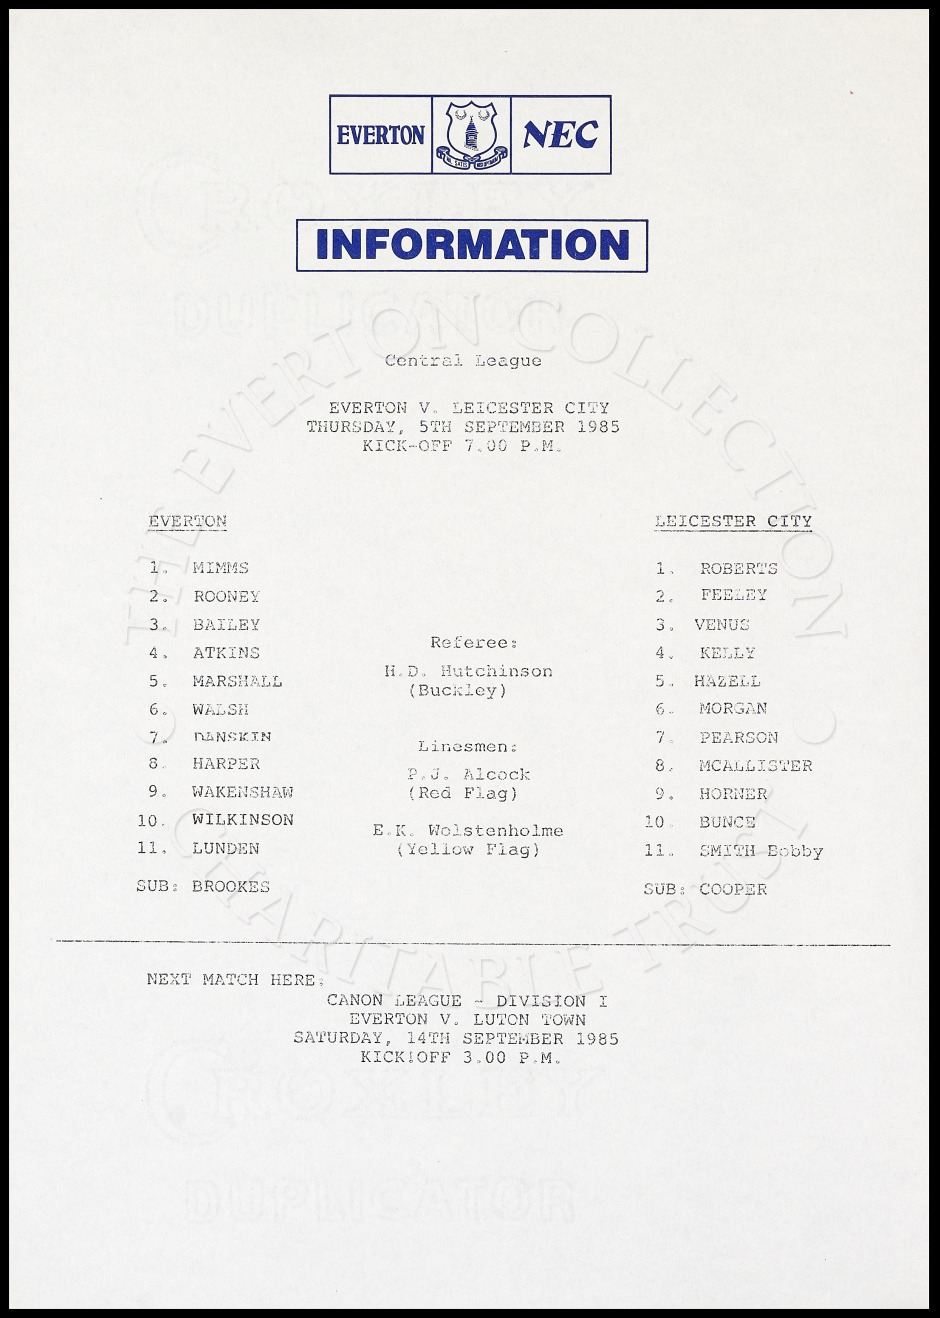 EVERTON NEC
INFORMATION
Central League
EVERTON V. LEICESTER CITY
THURSDAY, 5TH SEPTEMBER 1985
KICK-OFF 7.00 P.M.
EVERTON
1. MIMMS
2. ROONEY
3. BAILEY
4. ATKINS
5. MARSHALL
6. WALSH
7. DANSKIN
8. HARPER
9. WAKENSHAW
10. WILKINSON
11. LUNDEN
SUB: BROOKES
Referee:
H.D. Hutchinson
(Buckley)
Linesmen:
P.J. Alcock
(Red Flag)
E.K. Wolstenholme
(Yellow Flag)
LEICESTER CITY
1. ROBERTS
2. FEELEY
3. VENUS
4. KELLY
5. HAZELL
6. MORGAN
7. PEARSON
8. MCALLISTER
9. HORNER
10. BUNCE
11. SMITH Bobby
SUB: COOPER
NEXT MATCH HERE:
CANON LEAGUE - DIVISION I
EVERTON V. LUTON TOWN
SATURDAY, 14TH SEPTEMBER 1985
KICK!OFF 3.00 P.M.
THE EVERTON COLLECTION
CHARITABLE TRUST
CROXLEY
DUPLICATOR
CROXLEY
DUPLICATOR